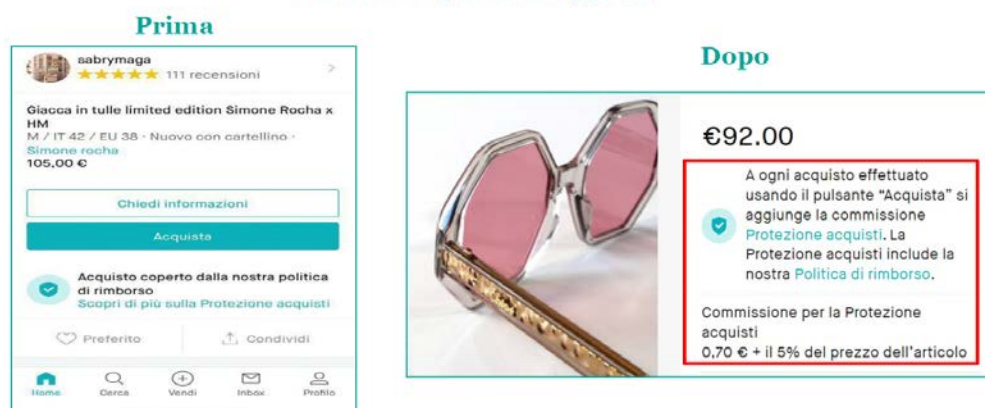 Prima
sabrymaga
111 recensioni
Giacca in tulle limited edition Simone Rocha x
HM
M / IT 42 / EU 38 · Nuovo con cartellino ·
Simone rocha
105,00 €
Chiedi informazioni
Acquista
Acquisto coperto dalla nostra politica
di rimborso
Scopri di più sulla Protezione acquisti
Preferito
Condividi
Home
Cerca
Vendi
Inbox
Profilo
Dopo
€92.00
A ogni acquisto effettuato
usando il pulsante “Acquista” si
aggiunge la commissione
Protezione acquisti. La
Protezione acquisti include la
nostra Politica di rimborso.
Commissione per la Protezione
acquisti
0,70 € + il 5% del prezzo dell’articolo